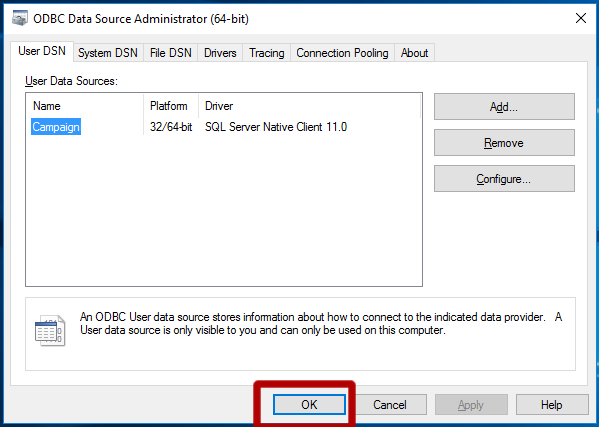 ODBC Data Source Administrator (64-bit)
User DSN System DSN File DSN Drivers Tracing Connection Pooling About
User Data Sources:
Name Platform Driver
Campaign 32/64-bit SQL Server Native Client 11.0
Add...
Remove
Configure...
An ODBC User data source stores information about how to connect to the indicated data provider. A
User data source is only visible to you and can only be used on this computer.
OK Cancel Apply Help